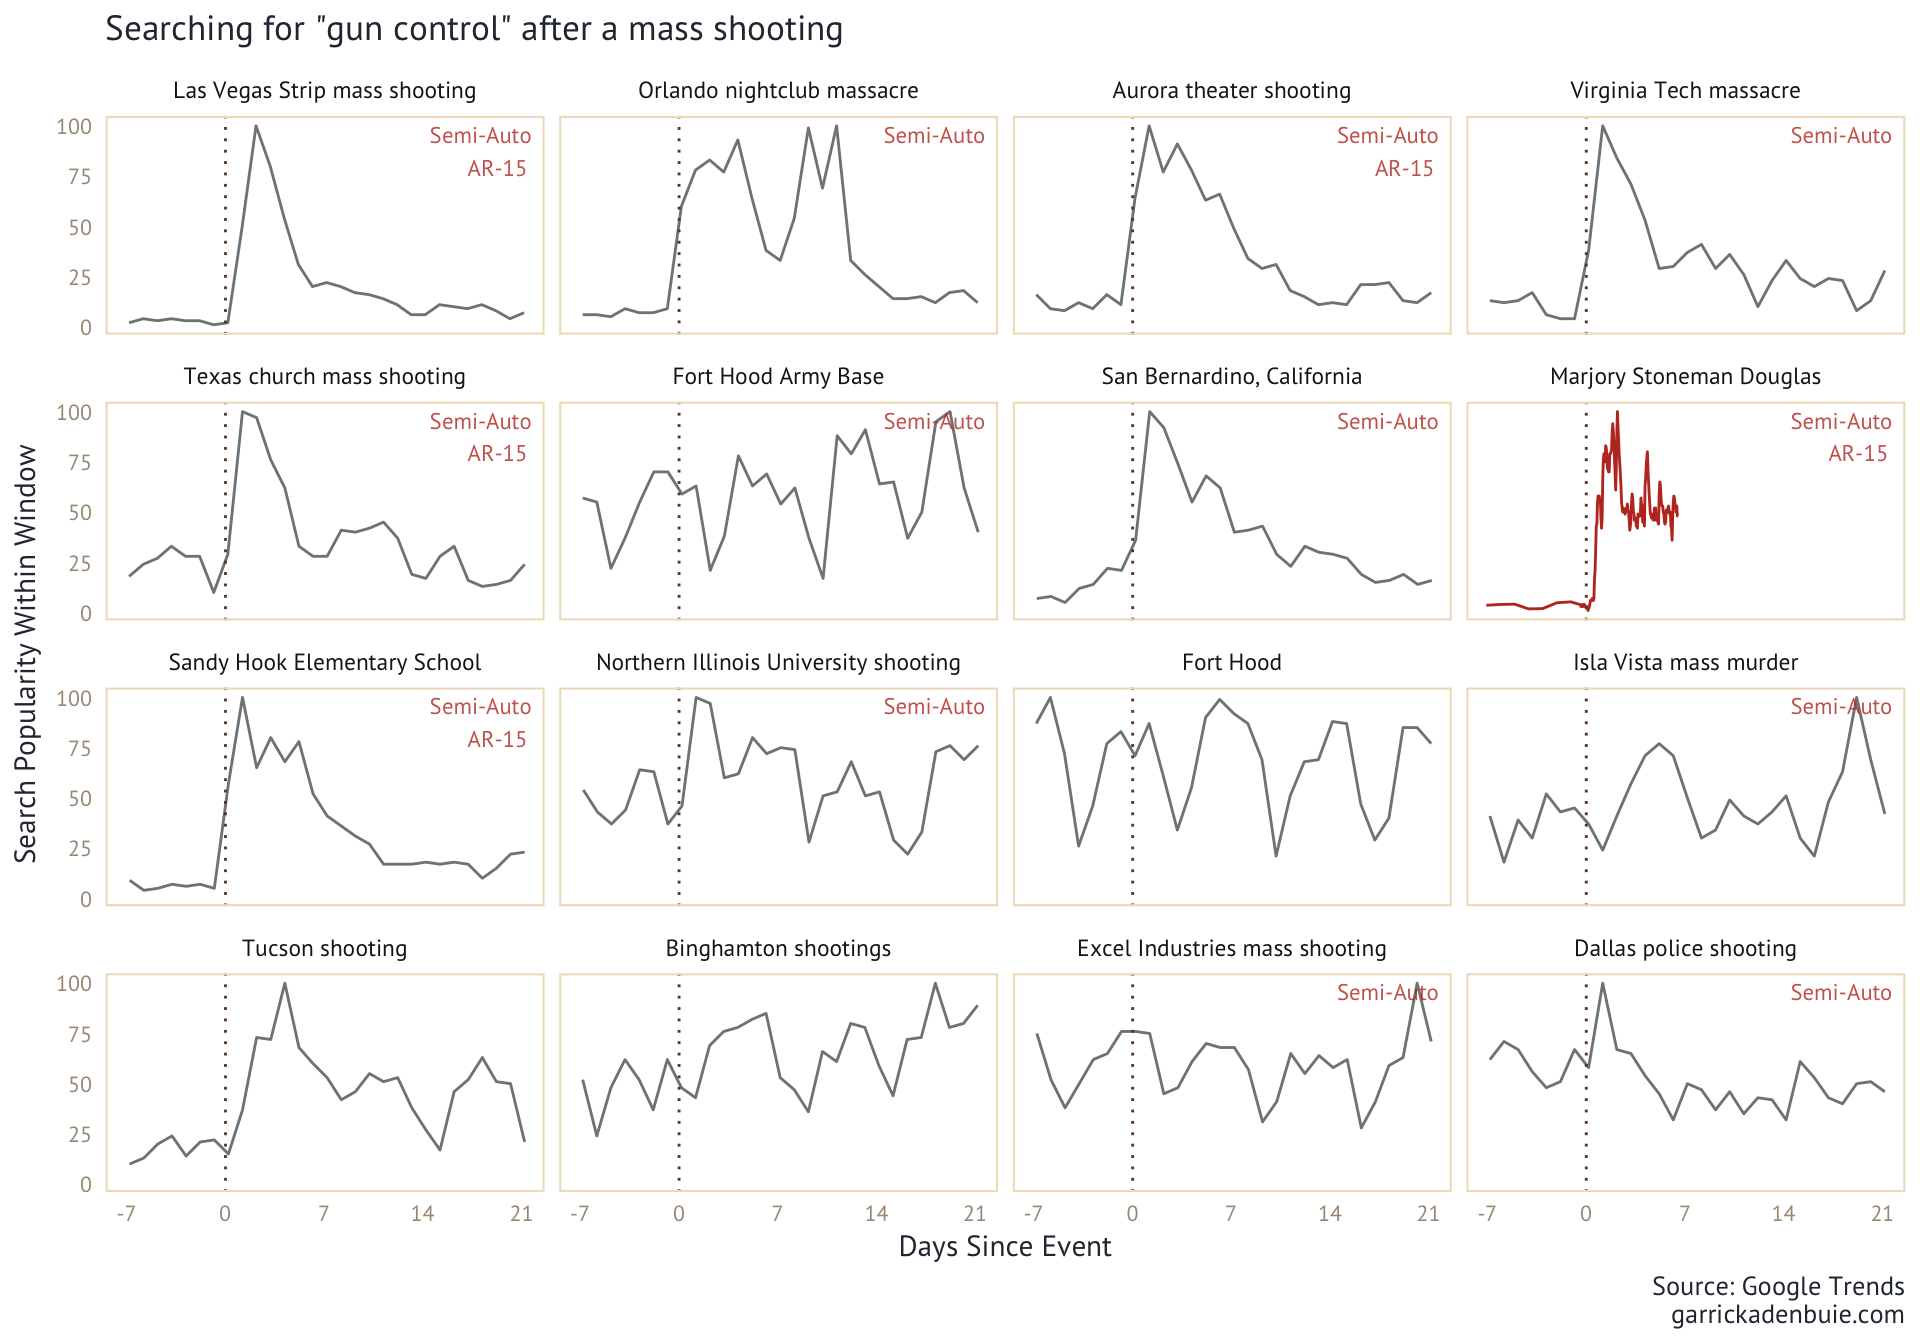 Searching for "gun control" after a mass shooting
Las Vegas Strip mass shooting
Orlando nightclub massacre
Aurora theater shooting
Virginia Tech massacre
100
75
50
25
0
Semi-Auto
AR-15
Semi-Auto
Semi-Auto
AR-15
Semi-Auto
Texas church mass shooting
Fort Hood Army Base
San Bernardino, California
Marjory Stoneman Douglas
100
75
50
25
0
Semi-Auto
AR-15
Semi-Auto
Semi-Auto
Semi-Auto
AR-15
Search Popularity Within Window
Sandy Hook Elementary School
Northern Illinois University shooting
Fort Hood
Isla Vista mass murder
100
75
50
25
0
Semi-Auto
AR-15
Semi-Auto
Semi-Auto
Tucson shooting
Binghamton shootings
Excel Industries mass shooting
Dallas police shooting
100
75
50
25
0
Semi-Auto
Semi-Auto
-7 0 7 14 21
-7 0 7 14 21
-7 0 7 14 21
-7 0 7 14 21
Days Since Event
Source: Google Trends
garrickadenbuie.com